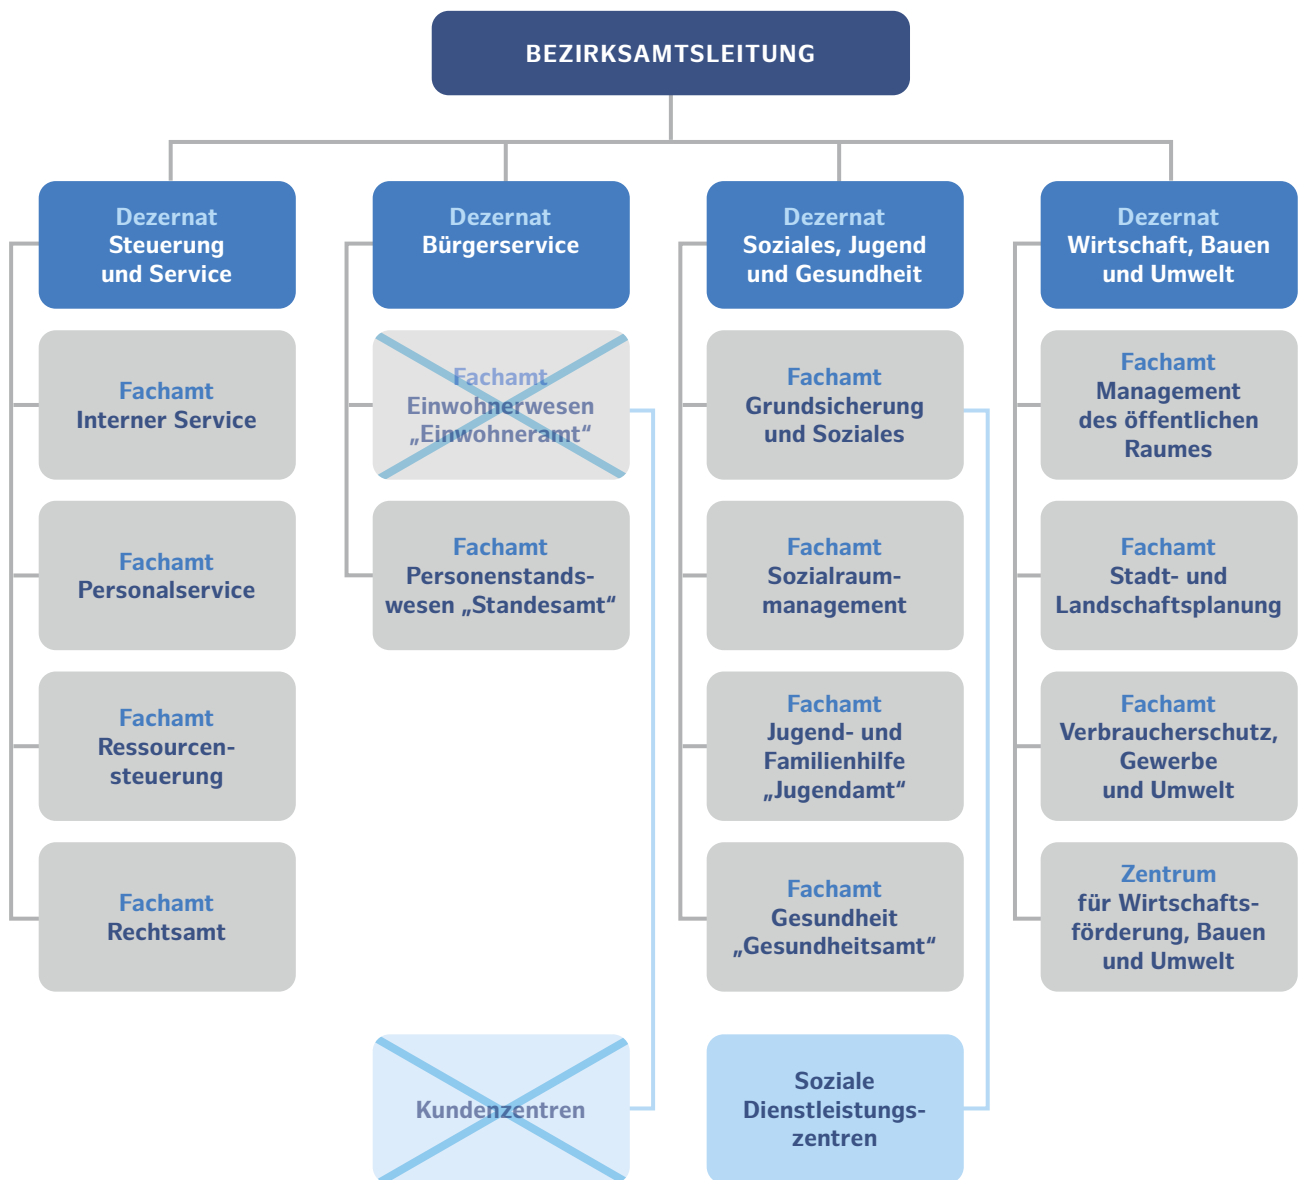 BEZIRKSAMTSLEITUNG
Dezernat
Steuerung
und Service
Fachamt
Interner Service
Fachamt
Personalservice
Fachamt
Ressourcen-
steuerung
Fachamt
Rechtsamt
Dezernat
Bürgerservice
Fachamt
Einwohnerwesen
„Einwohneramt“
Fachamt
Personenstands-
wesen „Standesamt“
Kundenzentren
Dezernat
Soziales, Jugend
und Gesundheit
Fachamt
Grundsicherung
und Soziales
Fachamt
Sozialraum-
management
Fachamt
Jugend- und
Familienhilfe
„Jugendamt“
Fachamt
Gesundheit
„Gesundheitsamt“
Soziale
Dienstleistungs-
zentren
Dezernat
Wirtschaft, Bauen
und Umwelt
Fachamt
Management
des öffentlichen
Raumes
Fachamt
Stadt- und
Landschaftsplanung
Fachamt
Verbraucherschutz,
Gewerbe
und Umwelt
Zentrum
für Wirtschafts-
förderung, Bauen
und Umwelt